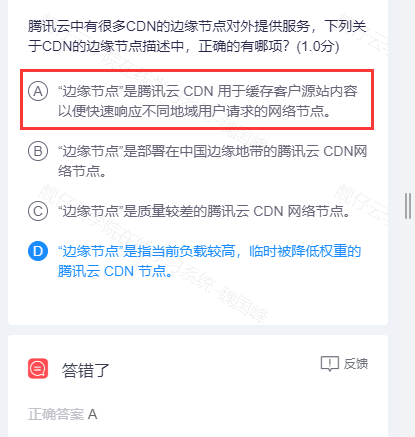 腾讯云中有很多CDN的边缘节点对外提供服务，下列关
于CDN的边缘节点描述中，正确的有哪项？(1.0分)
A “边缘节点”是腾讯云 CDN 用于缓存客户源站内容
以便快速响应不同地域用户请求的网络节点。
B “边缘节点”是部署在中国边缘地带的腾讯云 CDN网
络节点。
C “边缘节点”是质量较差的腾讯云 CDN 网络节点。
D “边缘节点”是指当前负载较高，临时被降低权重的
腾讯云 CDN 节点。
答错了
反馈
正确答案 A